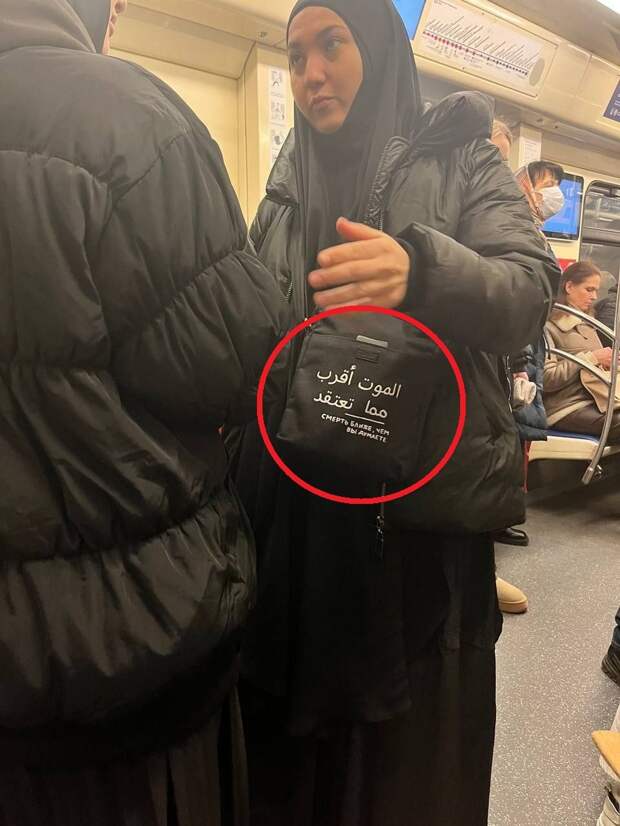 الموت أقرب
مما تعتقد
СМЕРТЬ БЛИЖЕ, ЧЕМ
ВЫ ДУМАЕТЕ